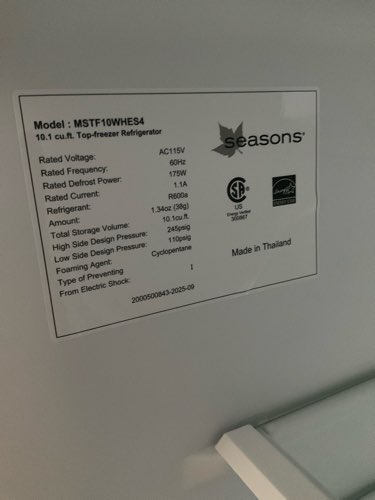 Model : MSTF10WHES4
10.1 cu.ft. Top-freezer Refrigerator
seasons®
Rated Voltage: AC115V
Rated Frequency: 60Hz
Rated Defrost Power: 175W
Rated Current: 1.1A
Refrigerant: R600a
Amount: 1.34oz (38g)
Total Storage Volume: 10.1cu.ft.
High Side Design Pressure: 245psig
Low Side Design Pressure: 110psig
Foaming Agent: Cyclopentane
Type of Preventing
From Electric Shock: I
2000500843-2025-09
US
Energy Verified
Made in Thailand